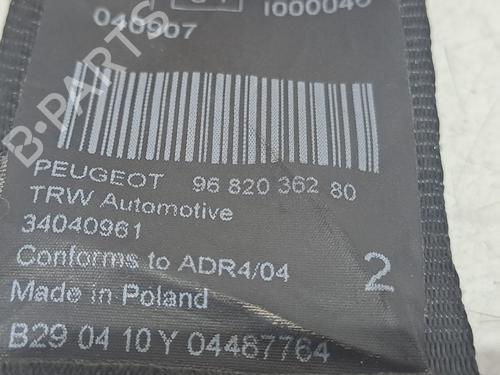 040907
PEUGEOT 96 820 362 80
TRW Automotive
34040961
Conforms to ADR4/04
2
Made in Poland
B29 04 10 Y 04487764
B-PARTS